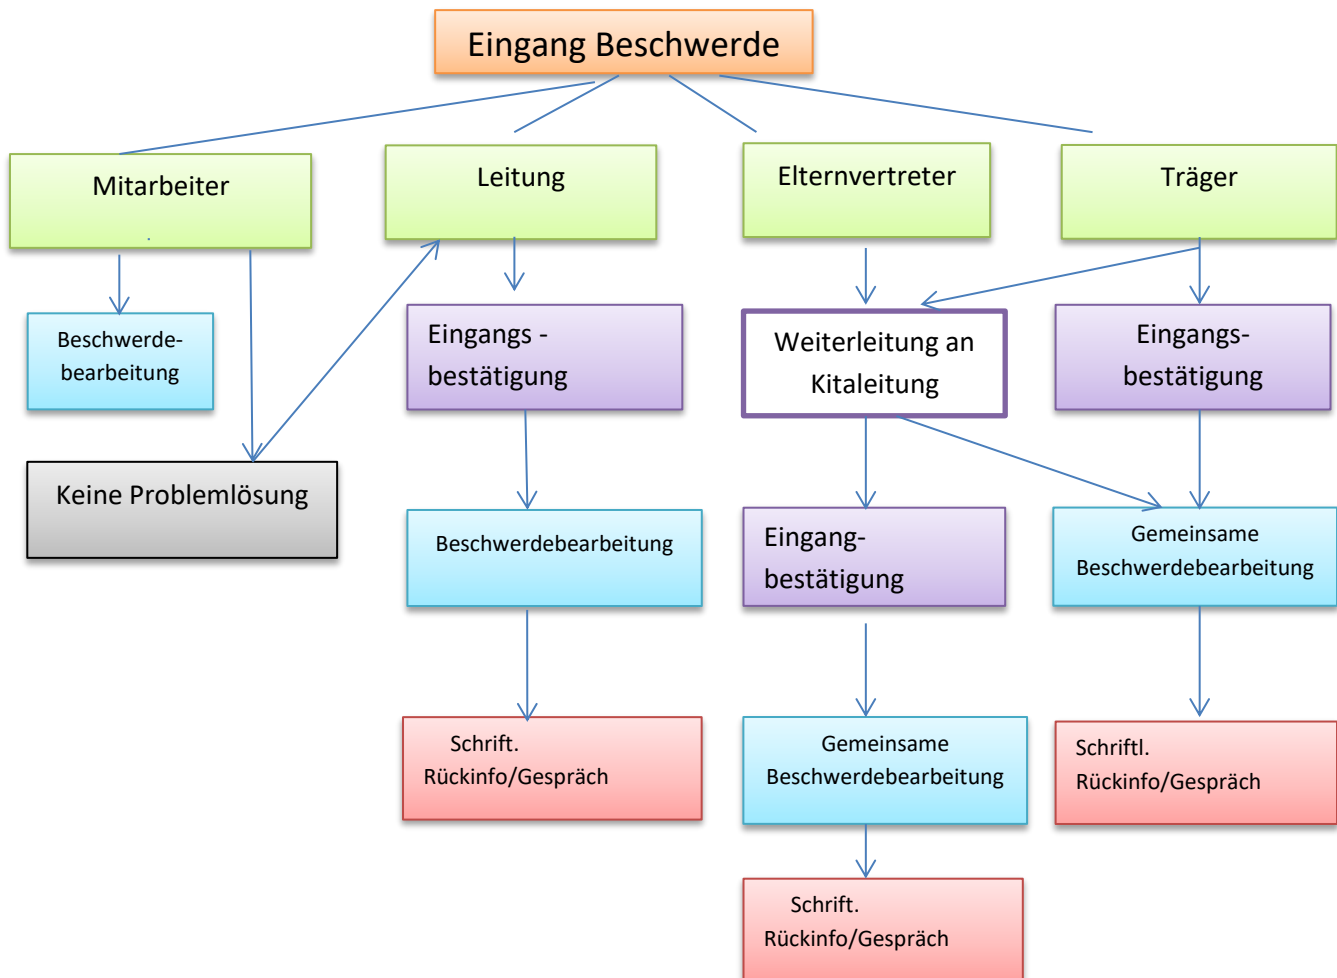 Eingang Beschwerde
Mitarbeiter
.
Leitung
Elternvertreter
Träger
Beschwerde-
bearbeitung
Eingangs -
bestätigung
Weiterleitung an
Kitaleitung
Eingangs-
bestätigung
Keine Problemlösung
Beschwerdebearbeitung
Eingang-
bestätigung
Gemeinsame
Beschwerdebearbeitung
Schrift.
Rückinfo/Gespräch
Gemeinsame
Beschwerdebearbeitung
Schriftl.
Rückinfo/Gespräch
Schrift.
Rückinfo/Gespräch